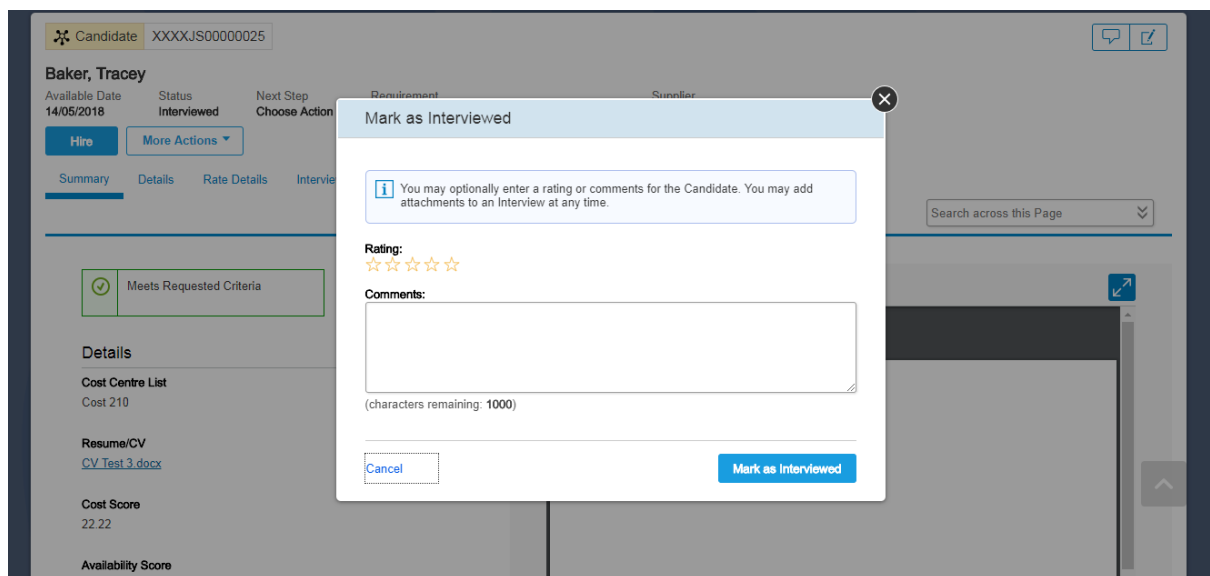 Candidate XXXXJS00000025
Baker, Tracey
Available Date Status Next Step Requirement Supplier
14/05/2018 Interviewed Choose Action
Hire More Actions
Summary Details Rate Details Intervie
Search across this Page
Mark as Interviewed
i You may optionally enter a rating or comments for the Candidate. You may add
attachments to an Interview at any time.
Rating:
Comments:
(characters remaining: 1000)
Cancel Mark as Interviewed
Meets Requested Criteria
Details
Cost Centre List
Cost 210
Resume/CV
CV Test 3.docx
Cost Score
22.22
Availability Score